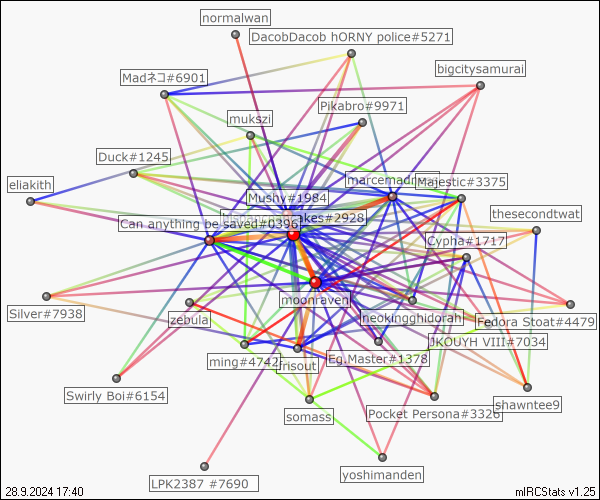 normalwan
DacobDacob hORNY police#5271
bigcitysamurai
Madネコ#6901
Pikabro#9971
mukszi
Duck#1245
marcemad
Majestic#3375
eliakith
Mushy#1984
akes#2928
thesecondtwat
Can anything be saved#0396
Cypha#1717
moonraven
Silver#7938
zebula
neokingghidorah
Fedora Stoat#4479
JKOUYH VIII#7034
ming#4742
frisout
Eg.Master#1378
Swirly Boi#6154
somass
Pocket Persona#3326
shawntee9
LPK2387 #7690
yoshimanden
28.9.2024 17:40
mIRCStats v1.25